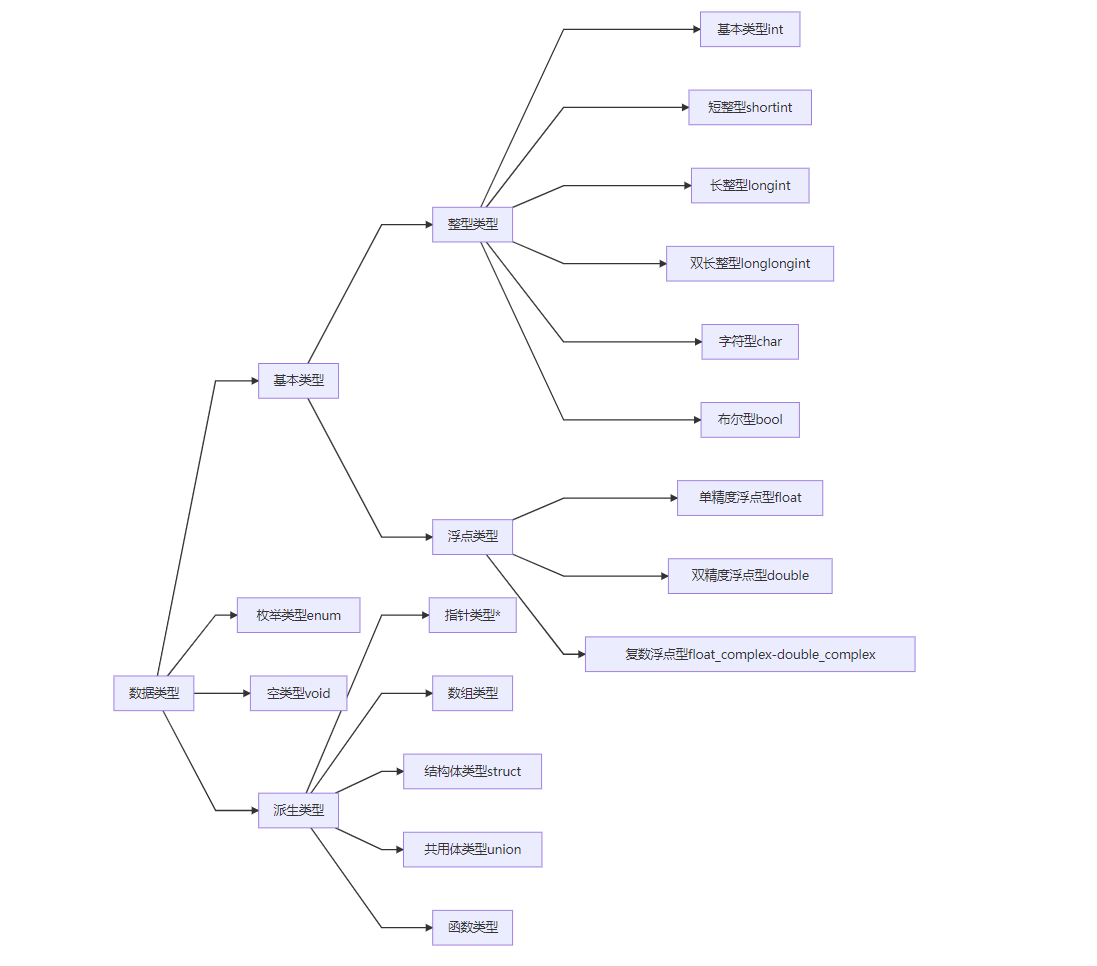 基本类型int
短整型shortint
长整型longint
整型类型
双长整型longlongint
字符型char
基本类型
布尔型bool
单精度浮点型float
浮点类型
双精度浮点型double
枚举类型enum
指针类型*
复数浮点型float_complex-double_complex
数据类型
空类型void
数组类型
结构体类型struct
派生类型
共用体类型union
函数类型